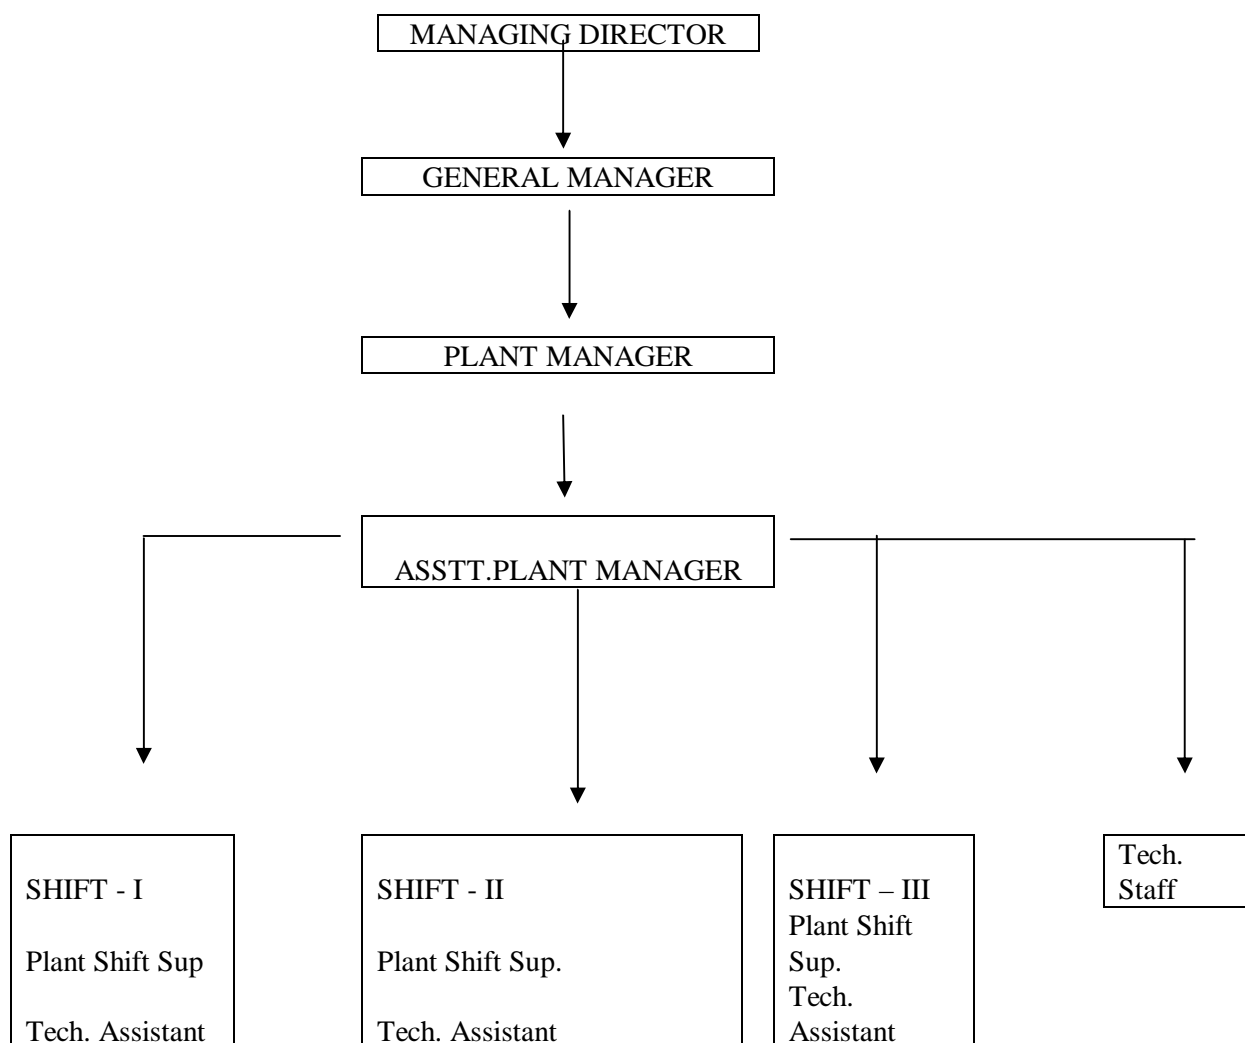 MANAGING DIRECTOR
GENERAL MANAGER
PLANT MANAGER
ASSTT.PLANT MANAGER
SHIFT - I
Plant Shift Sup
Tech. Assistant
SHIFT - II
Plant Shift Sup.
Tech. Assistant
SHIFT – III
Plant Shift
Sup.
Tech.
Assistant
Tech.
Staff